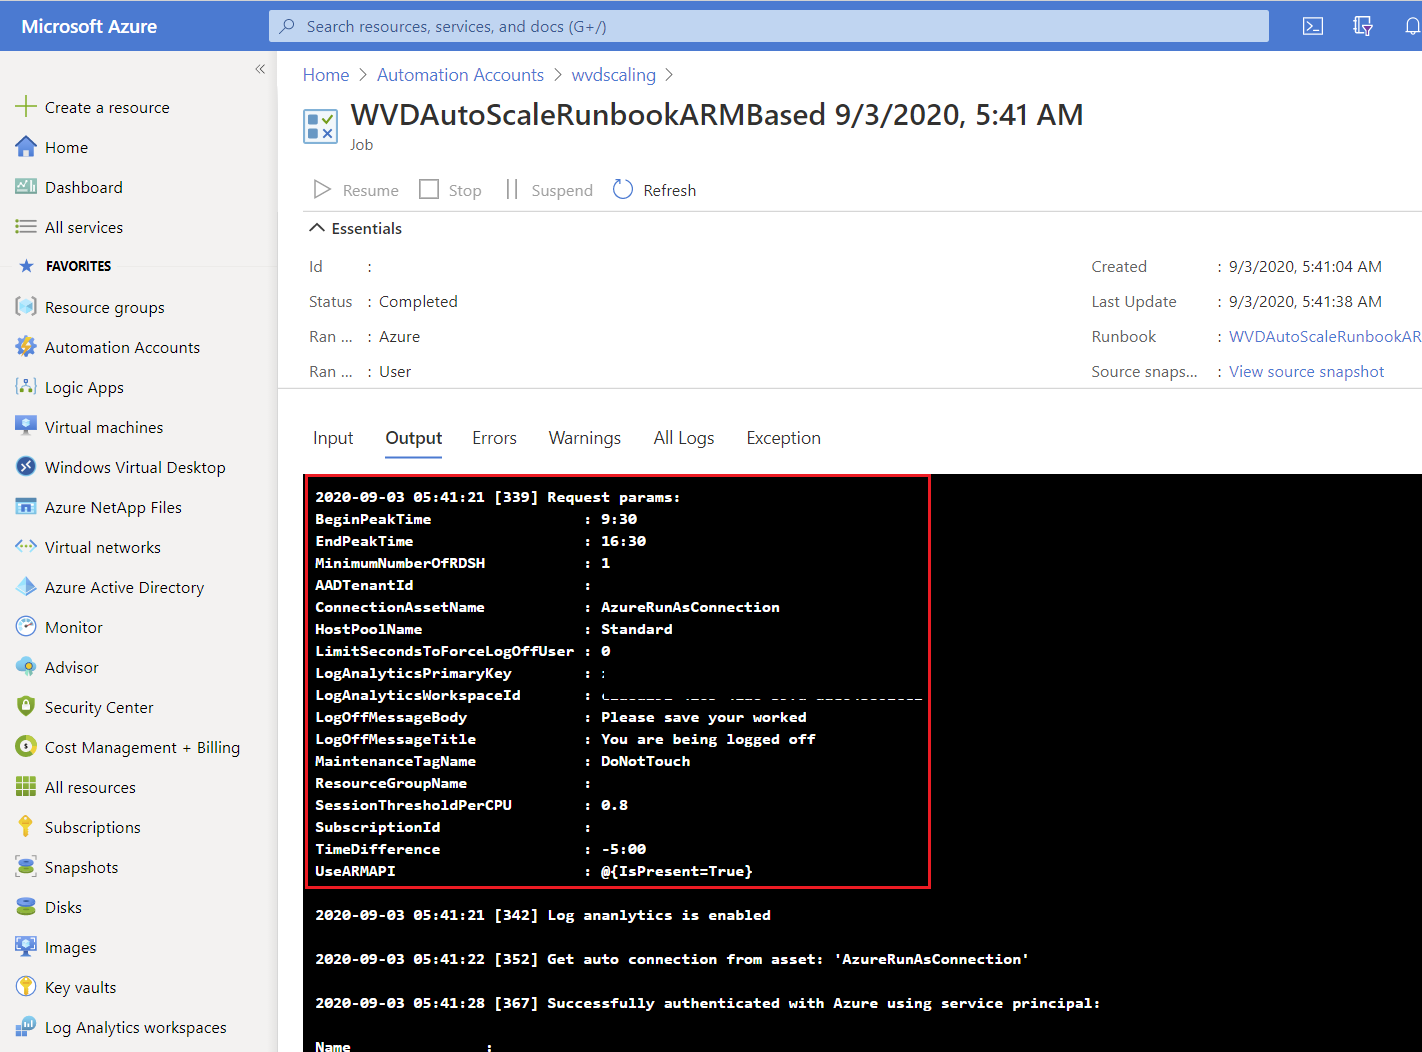 Microsoft Azure
Search resources, services, and docs (G+/)
«
Create a resource
Home
Dashboard
All services
FAVORITES
Resource groups
Automation Accounts
Logic Apps
Virtual machines
Windows Virtual Desktop
Azure NetApp Files
Virtual networks
Azure Active Directory
Monitor
Advisor
Security Center
Cost Management + Billing
All resources
Subscriptions
Snapshots
Disks
Images
Key vaults
Log Analytics workspaces
Home > Automation Accounts > wvdscaling >
WVDAutoScaleRunbookARMBased 9/3/2020, 5:41 AM
Job
Resume Stop Suspend Refresh
Essentials
Id :
Status : Completed
Ran ... : Azure
Ran ... : User
Created : 9/3/2020, 5:41:04 AM
Last Update : 9/3/2020, 5:41:38 AM
Runbook : WVDAutoScaleRunbookAR
Source snaps... : View source snapshot
Input Output Errors Warnings All Logs Exception
2020-09-03 05:41:21 [339] Request params:
BeginPeakTime : 9:30
EndPeakTime : 16:30
MinimumNumberOfRDSH : 1
AADTenantId :
ConnectionAssetName : AzureRunAsConnection
HostPoolName : Standard
LimitSecondsToForceLogOffUser : 0
LogAnalyticsPrimaryKey :
LogAnalyticsWorkspaceId :
LogOffMessageBody : Please save your worked
LogOffMessageTitle : You are being logged off
MaintenanceTagName : DoNotTouch
ResourceGroupName :
SessionThresholdPerCPU : 0.8
SubscriptionId :
TimeDifference : -5:00
UseARMAPI : @{IsPresent=True}
2020-09-03 05:41:21 [342] Log ananlytics is enabled
2020-09-03 05:41:22 [352] Get auto connection from asset: 'AzureRunAsConnection'
2020-09-03 05:41:28 [367] Successfully authenticated with Azure using service principal:
Name :